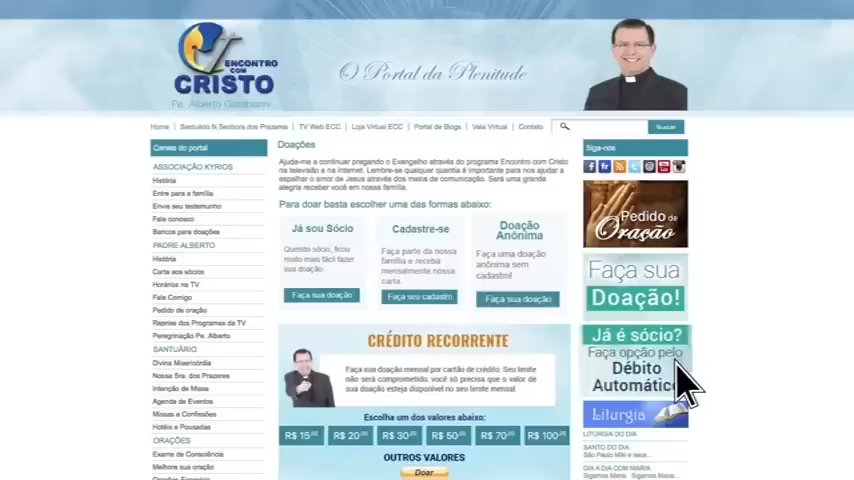 ENCONTRO
COM
CRISTO
Pe. Alberto Gambarini
O Portal da Plenitude
Home
Santuário N.Senhora dos Prazeres
TV Web ECC
Loja Virtual ECC
Portal de Blogs
Vela Virtual
Contato
Buscar
Canais do portal
ASSOCIAÇÃO KYRIOS
História
Entre para a família
Envie seu testemunho
Fale conosco
Bancos para doações
PADRE ALBERTO
História
Carta aos sócios
Horários na TV
Fale Comigo
Pedido de oração
Reprise dos Programas da TV
Peregrinação Pe. Alberto
SANTUÁRIO
Divina Misericórdia
Nossa Sra. dos Prazeres
Intenção de Missa
Agenda de Eventos
Missas e Confissões
Hotéis e Pousadas
ORAÇÕES
Exame de Consciência
Melhore sua oração
Doações
Ajude-me a continuar pregando o Evangelho através do programa Encontro com Cristo
na televisão e na internet. Lembre-se qualquer quantia é importante para nos ajudar a
espelher o amor de Jesus através dos meios de comunicação. Será uma grande
alegria receber você em nossa família.
Para doar basta escolher uma das formas abaixo:
Já sou Sócio
Querido sócio, ficou
muito mais fácil fazer
sua doação
Faça sua doação
Cadastre-se
Faça parte da nossa
família e receba
mensalmente nossa
carta
Faça seu cadastro
Doação
Anônima
Faça uma doação
anônima sem
cadastro!
Faça sua doação
CRÉDITO RECORRENTE
Faça sua doação mensal por cartão de crédito. Seu limite
não será comprometido, você só precisa que o valor de
sua doação esteja disponível no seu limite mensal
Escolha um dos valores abaixo:
R$ 15,00
R$ 20,00
R$ 30,00
R$ 50,00
R$ 70,00
R$ 100,00
OUTROS VALORES
Doar
Siga-nos
Pedido de
Oração
Faça sua
Doação!
Já é sócio?
Faça opção pelo
Débito
Automático
Liturgia
LITURGIA DO DIA
SANTO DO DIA
São Paulo Miki e seus...
DIA A DIA COM MARIA
Sigamos Maria Sigamos Maria...